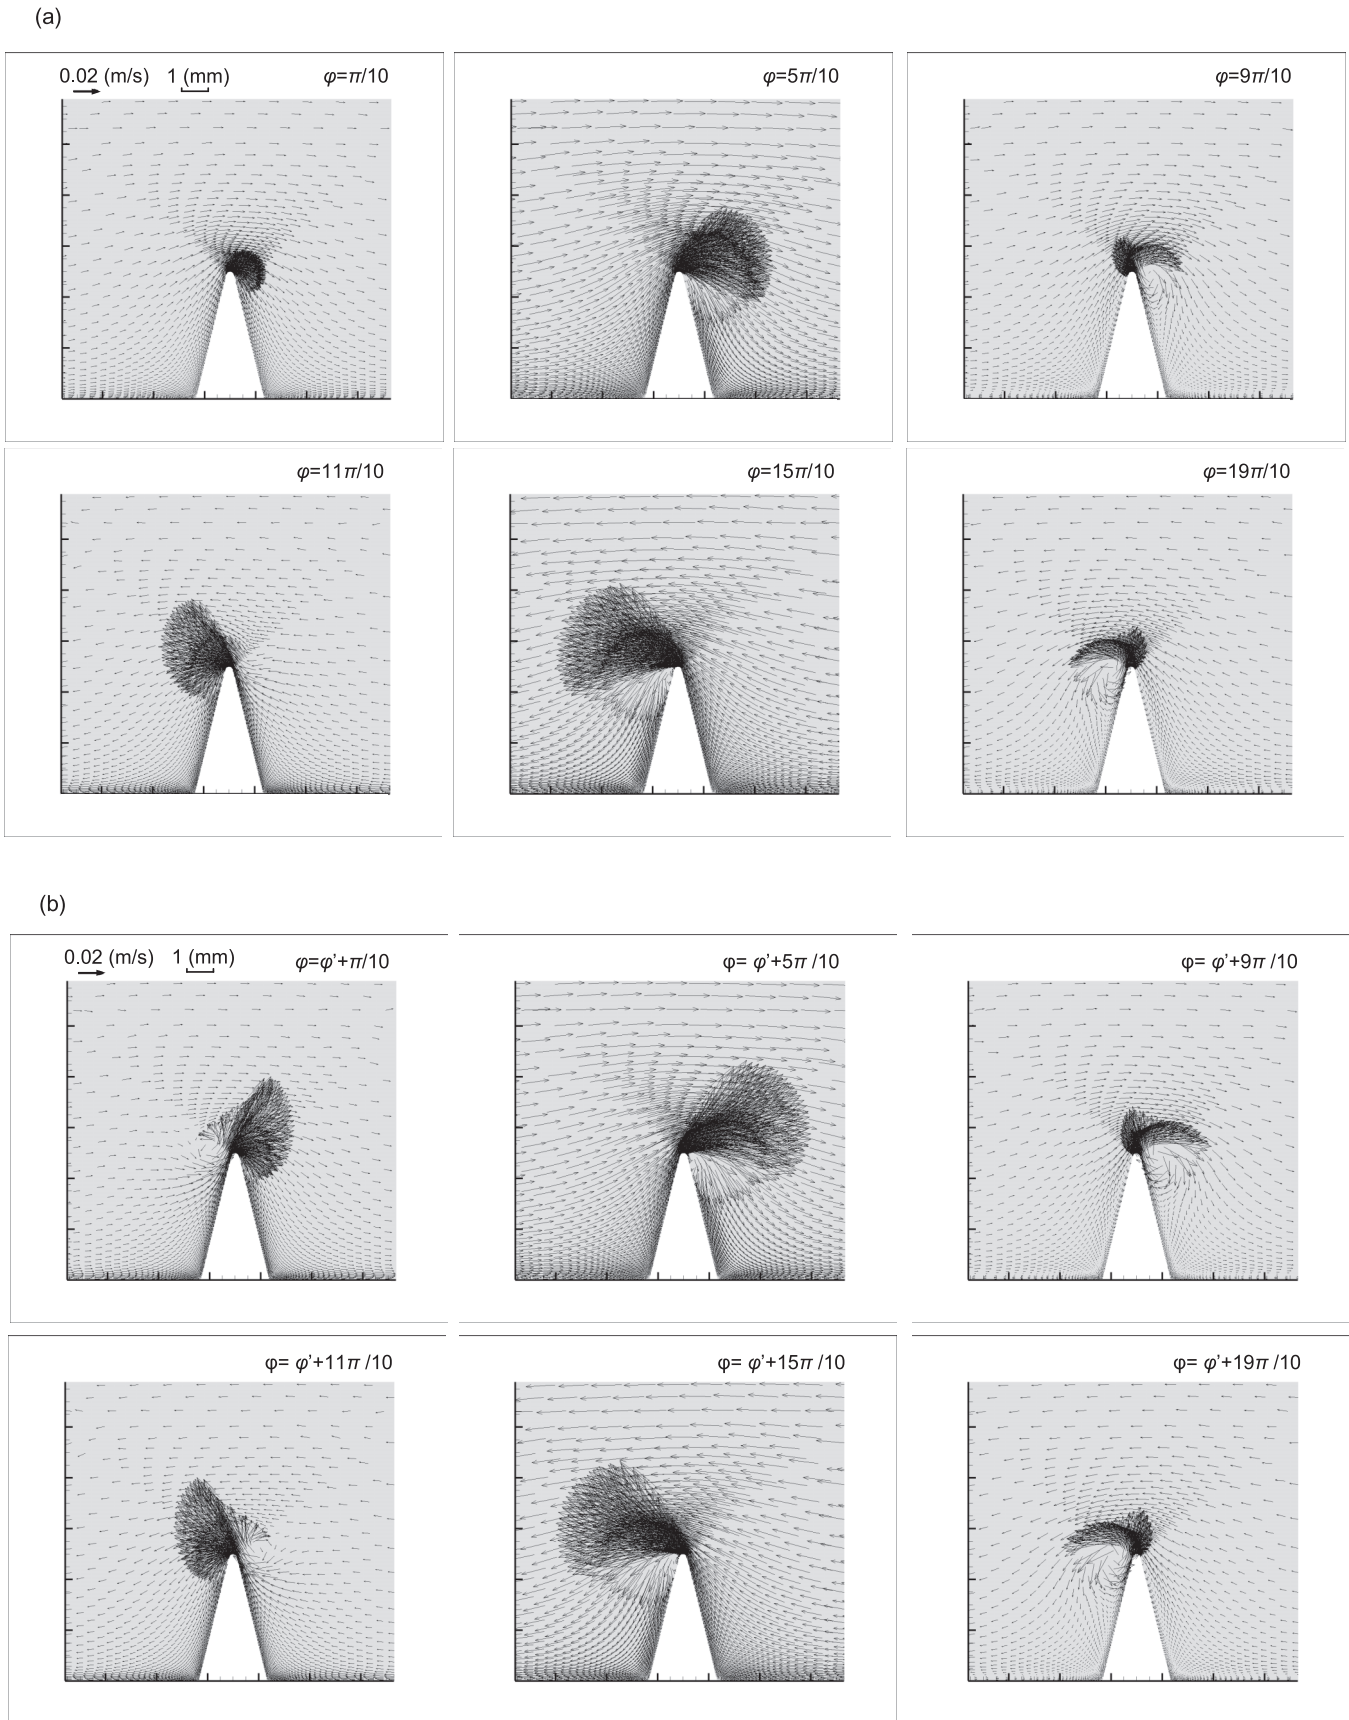 (a)
0.02 (m/s) 1 (mm) φ=π/10
φ=5π/10
φ=9π/10
φ=11π/10
φ=15π/10
φ=19π/10
(b)
0.02 (m/s) 1 (mm) φ=φ'+π/10
φ= φ'+5π /10
φ= φ'+9π /10
φ= φ'+11π /10
φ= φ'+15π /10
φ= φ'+19π /10